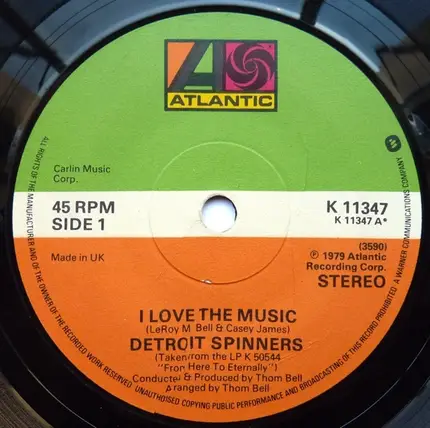 ATLANTIC
Carlin Music
Corp.
45 RPM
SIDE 1
K 11347
K 11347 A*
Made in UK
(3590)
℗ 1979 Atlantic
Recording Corp.
STEREO
I LOVE THE MUSIC
(LeRoy M Bell & Casey James)
DETROIT SPINNERS
(Taken from the LP K 50544
"From Here To Eternally")
Conducted & Produced by Thom Bell
Arranged by Thom Bell
ALL RIGHTS OF THE MANUFACTURER AND OF THE OWNER OF THE RECORDED WORK RESERVED UNAUTHORISED COPYING PUBLIC PERFORMANCE AND BROADCASTING OF THIS RECORD PROHIBITED A WARNER COMMUNICATIONS COMPANY